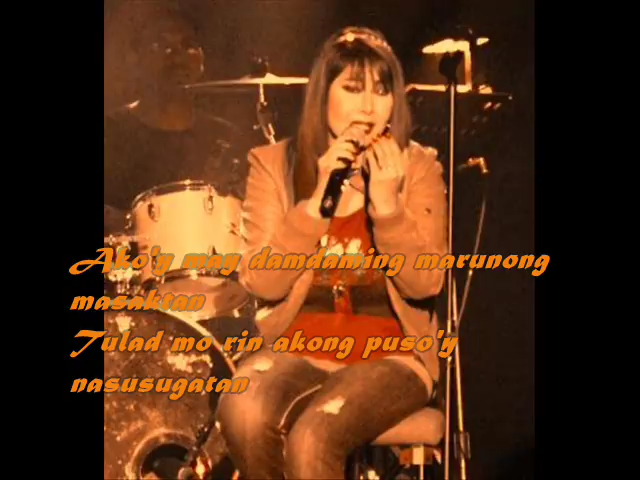 Ako'y may damdaming marunong
masaktan
Tulad mo rin akong puso'y
nasusugatan